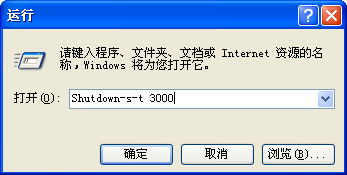 运行
请键入程序、文件夹、文档或 Internet 资源的名
称，Windows 将为您打开它。
打开(O): Shutdown-s-t 3000
确定 取消 浏览(B)...